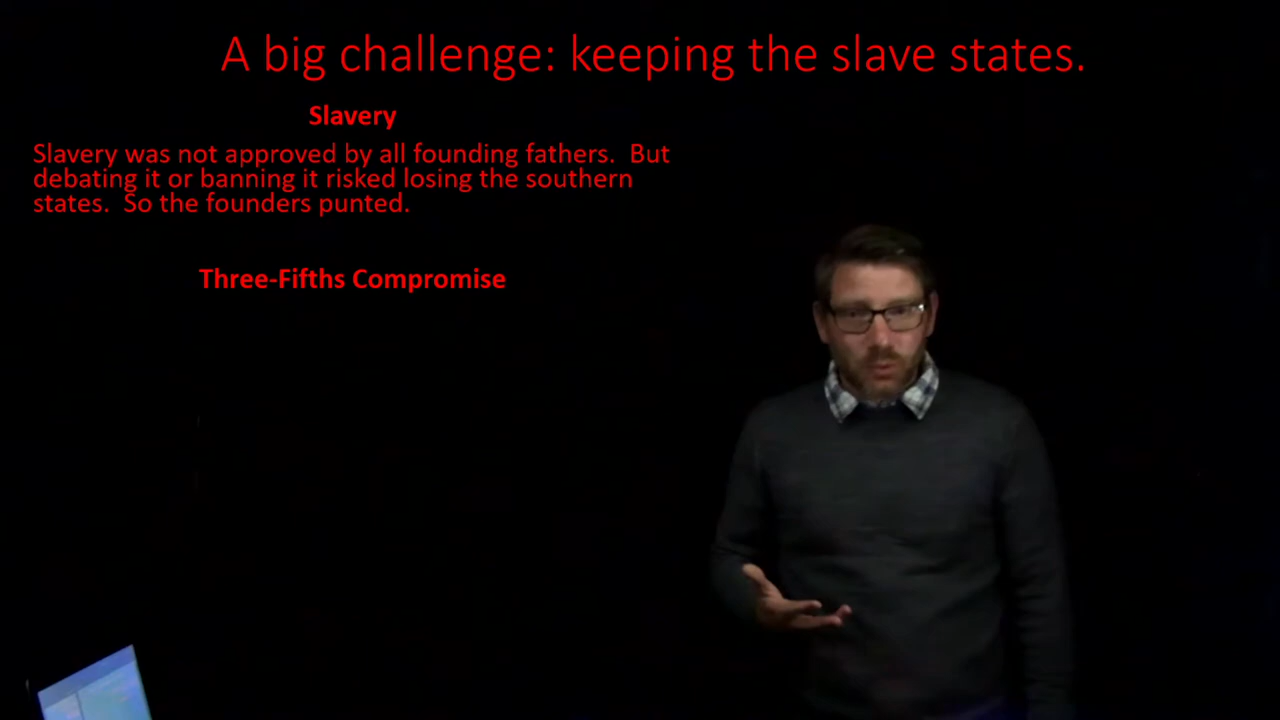 A big challenge: keeping the slave states.
Slavery
Slavery was not approved by all founding fathers.  But
debating it or banning it risked losing the southern
states.  So the founders punted.
Three-Fifths Compromise